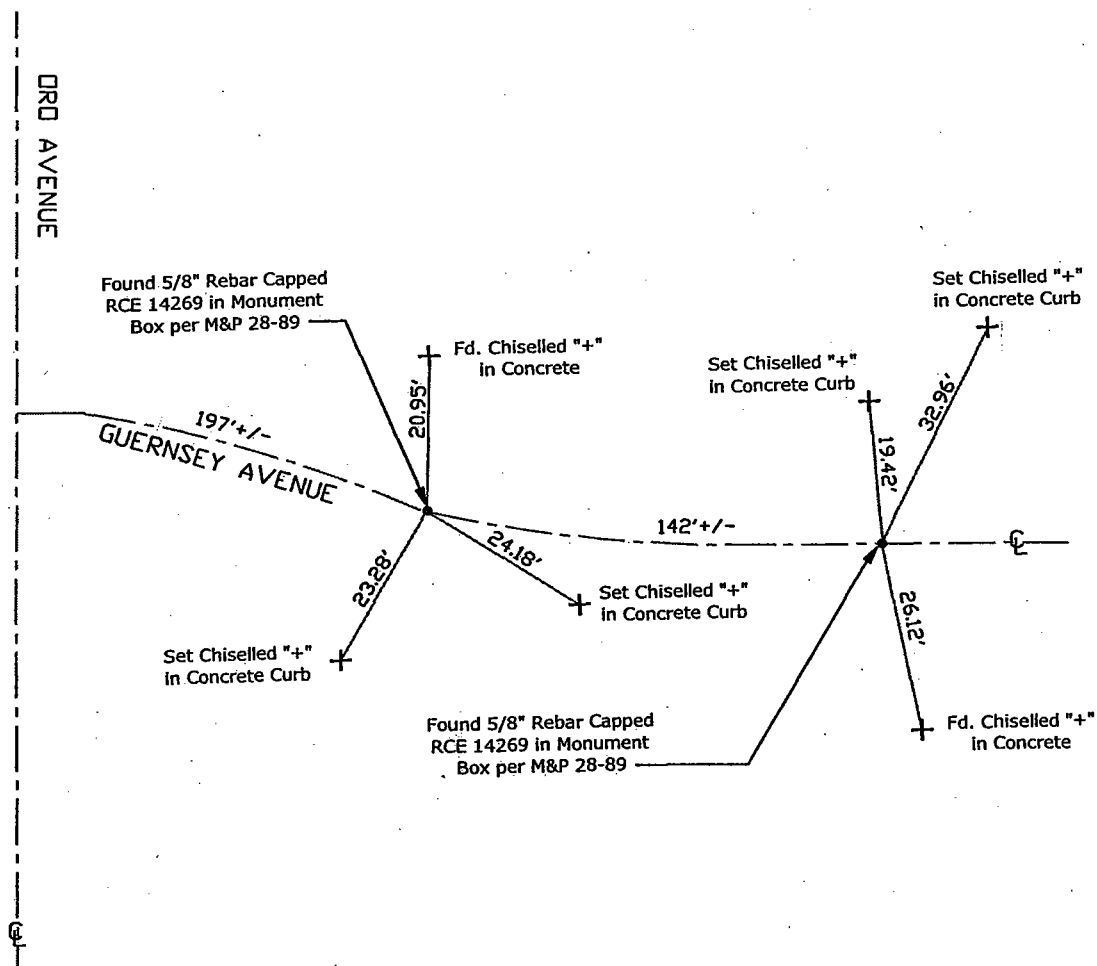 ORO AVENUE
Found 5/8" Rebar Capped
RCE 14269 in Monument
Box per M&P 28-89
Fd. Chiselled "+"
in Concrete
20.95'
Set Chiselled "+"
in Concrete Curb
Set Chiselled "+"
in Concrete Curb
32.96'
19.42'
197'+/-
GUERNSEY AVENUE
142'+/-
℄
24.18'
23.28'
Set Chiselled "+"
in Concrete Curb
Set Chiselled "+"
in Concrete Curb
26.12'
Found 5/8" Rebar Capped
RCE 14269 in Monument
Box per M&P 28-89
Fd. Chiselled "+"
in Concrete
℄